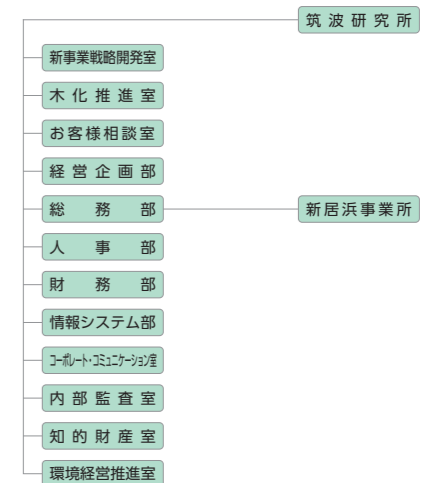 筑波研究所
新事業戦略開発室
木化推進室
お客様相談室
経営企画部
総務部
新居浜事業所
人事部
財務部
情報システム部
コーポレート・コミュニケーション室
内部監査室
知的財産室
環境経営推進室